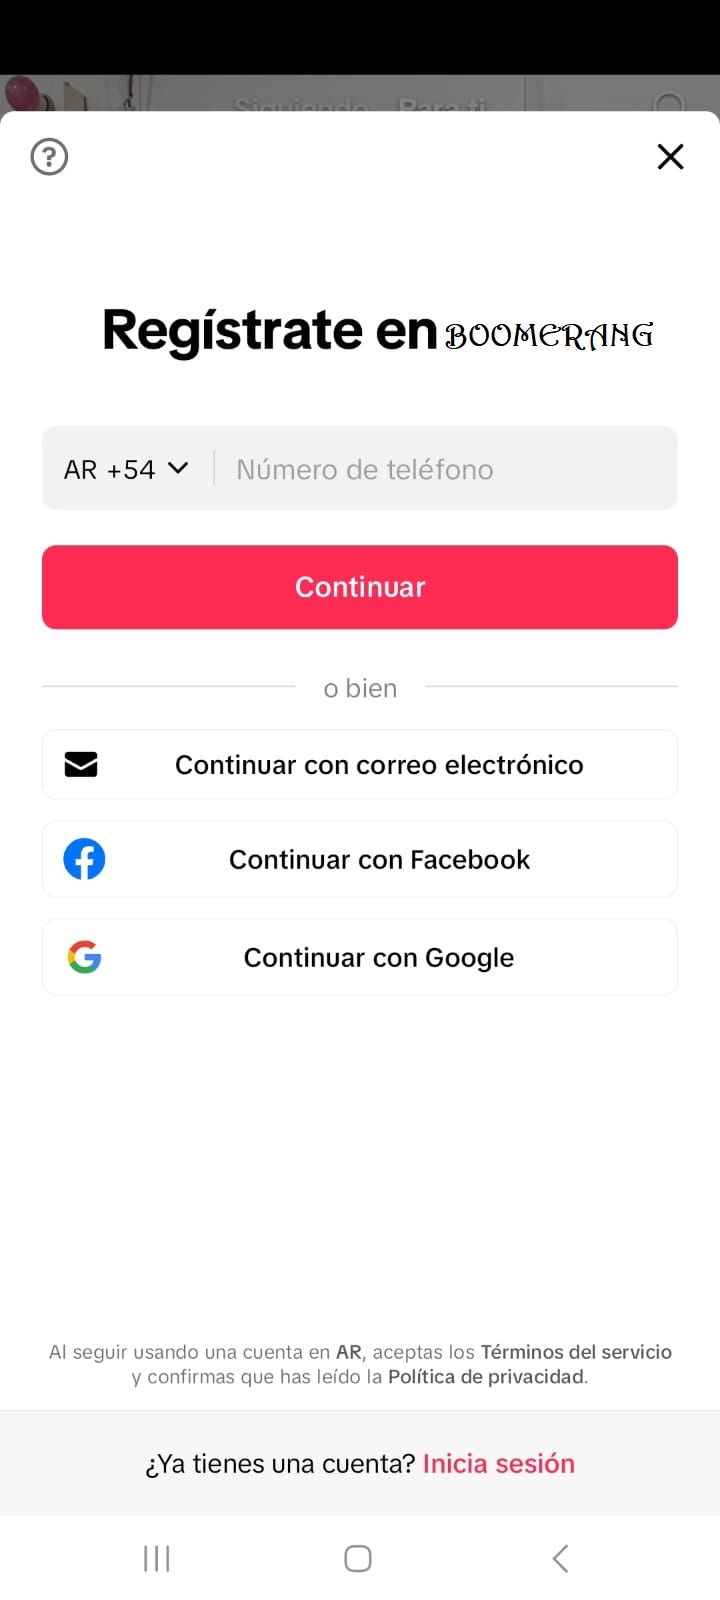 Siguiendo Para ti
Regístrate en BOOMERANG
AR +54 Número de teléfono
Continuar
o bien
Continuar con correo electrónico
Continuar con Facebook
Continuar con Google
Al seguir usando una cuenta en AR, aceptas los Términos del servicio
y confirmas que has leído la Política de privacidad.
¿Ya tienes una cuenta? Inicia sesión